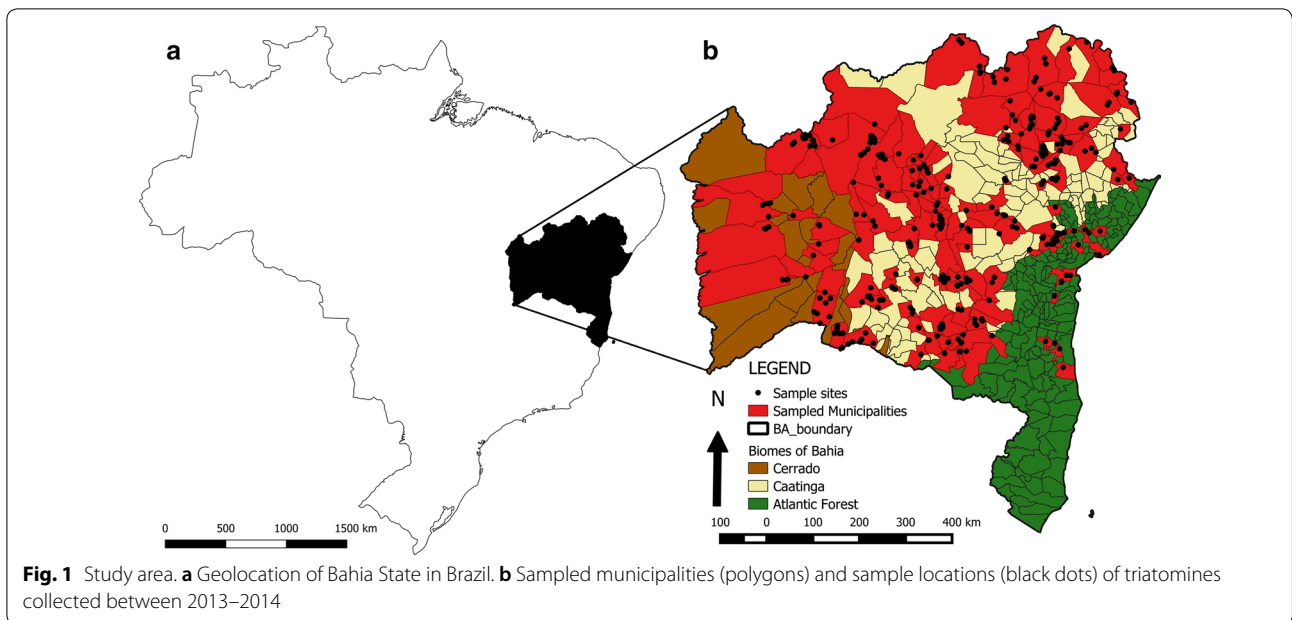 a
b
LEGEND
Sample sites
Sampled Municipalities
BA_boundary
Biomes of Bahia
Cerrado
Caatinga
Atlantic Forest
N
0 500 1000 1500 km
100 0 100 200 300 400 km
Fig. 1 Study area. a Geolocation of Bahia State in Brazil. b Sampled municipalities (polygons) and sample locations (black dots) of triatomines
collected between 2013–2014